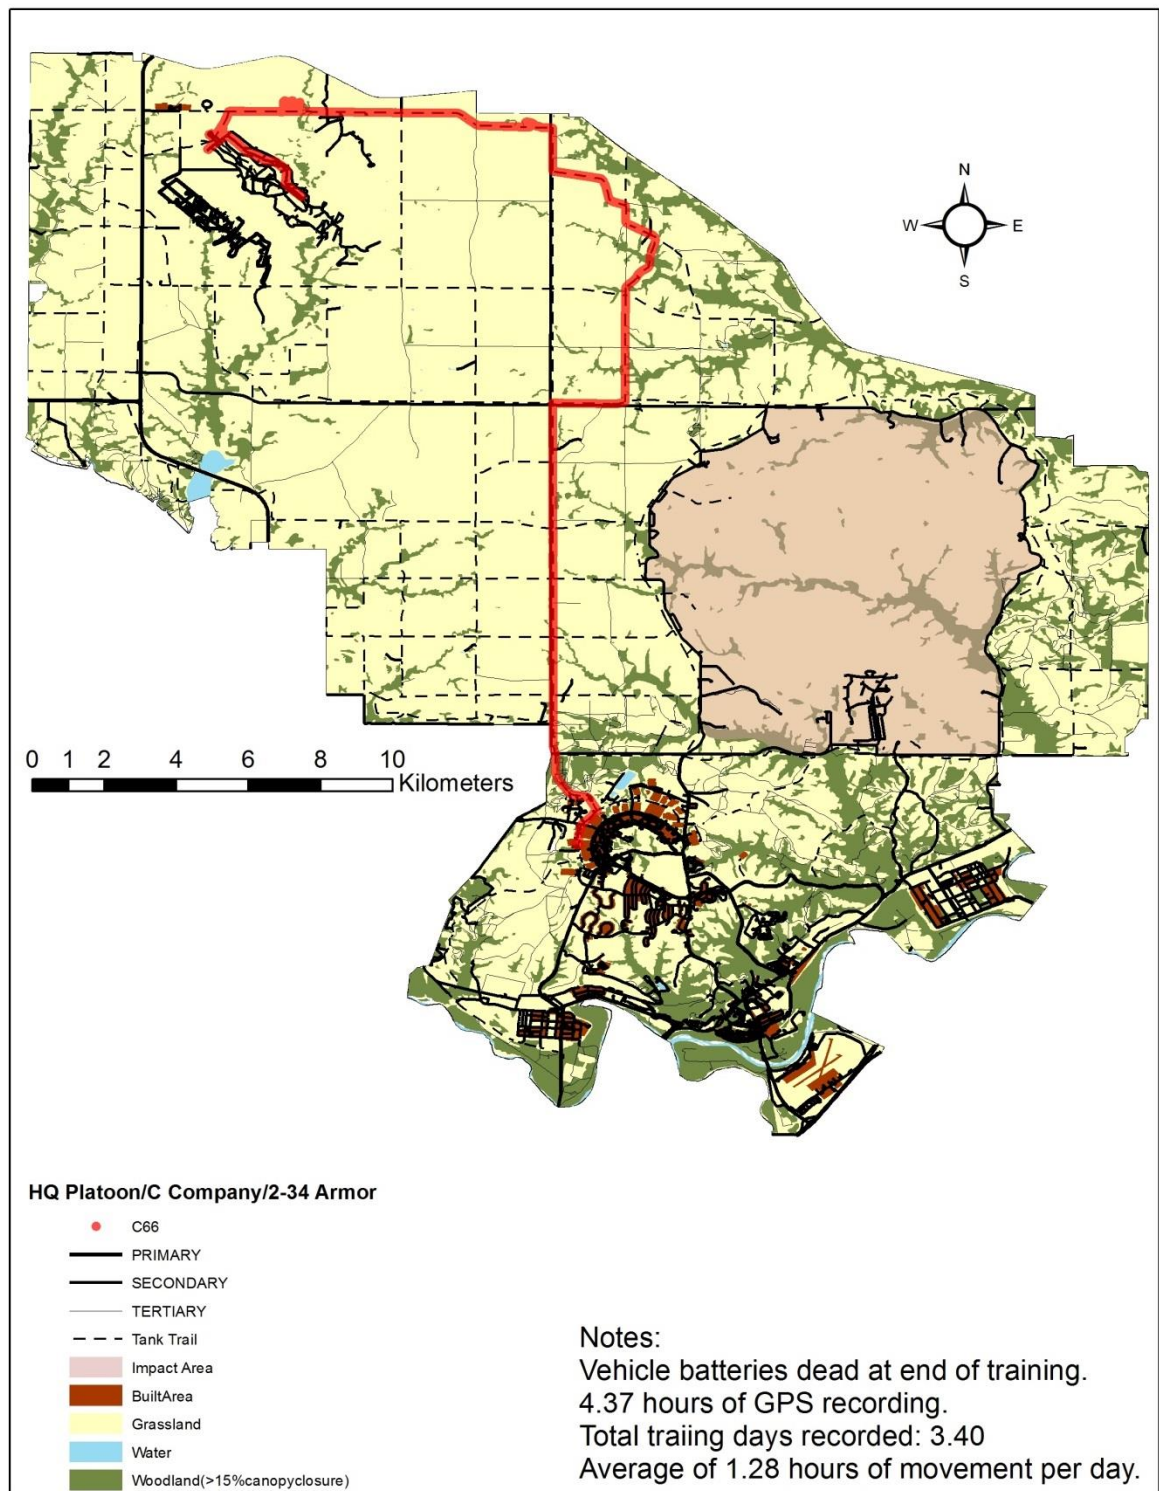 N
W E
S
0 1 2 4 6 8 10
Kilometers
HQ Platoon/C Company/2-34 Armor
C66
PRIMARY
SECONDARY
TERTIARY
Tank Trail
Impact Area
BuiltArea
Grassland
Water
Woodland(>15%canopyclosure)
Notes:
Vehicle batteries dead at end of training.
4.37 hours of GPS recording.
Total traiing days recorded: 3.40
Average of 1.28 hours of movement per day.